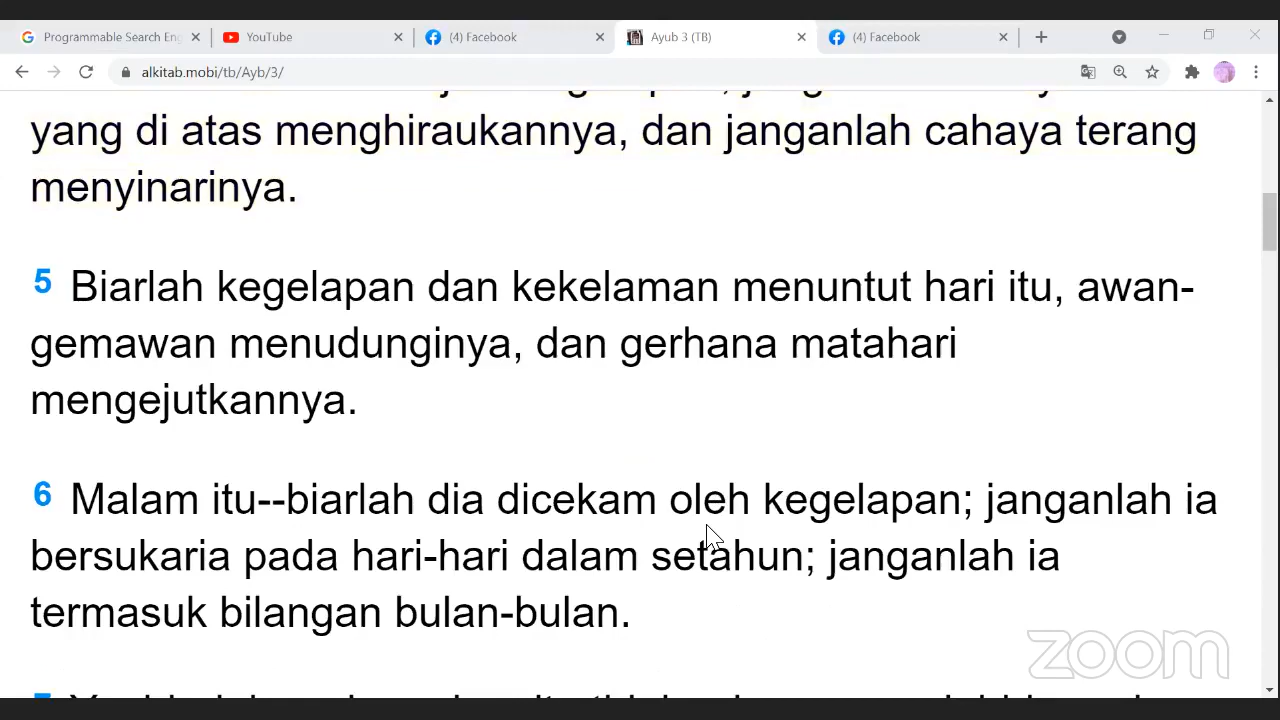 Programmable Search Eng
YouTube
(4) Facebook
Ayub 3 (TB)
(4) Facebook
alkitab.mobi/tb/Ayb/3/
yang di atas menghiraukannya, dan janganlah cahaya terang
menyinarinya.
5 Biarlah kegelapan dan kekelaman menuntut hari itu, awan-
gemawan menudunginya, dan gerhana matahari
mengejutkannya.
6 Malam itu--biarlah dia dicekam oleh kegelapan; janganlah ia
bersukaria pada hari-hari dalam setahun; janganlah ia
termasuk bilangan bulan-bulan.
zoom